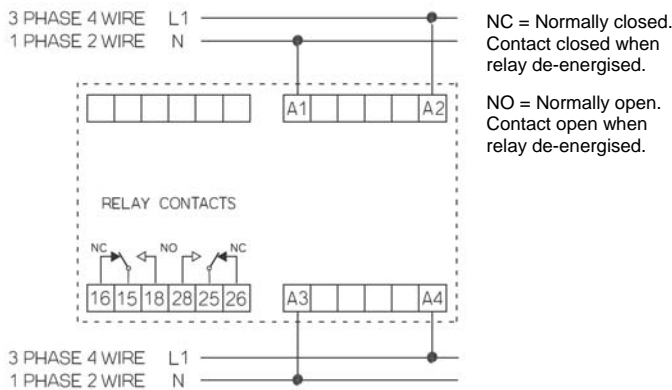 3 PHASE 4 WIRE L1
1 PHASE 2 WIRE N
NC = Normally closed.
Contact closed when
relay de-energised.
NO = Normally open.
Contact open when
relay de-energised.
A1 A2
RELAY CONTACTS
NC NO NC
16 15 18 28 25 26
A3 A4
3 PHASE 4 WIRE L1
1 PHASE 2 WIRE N